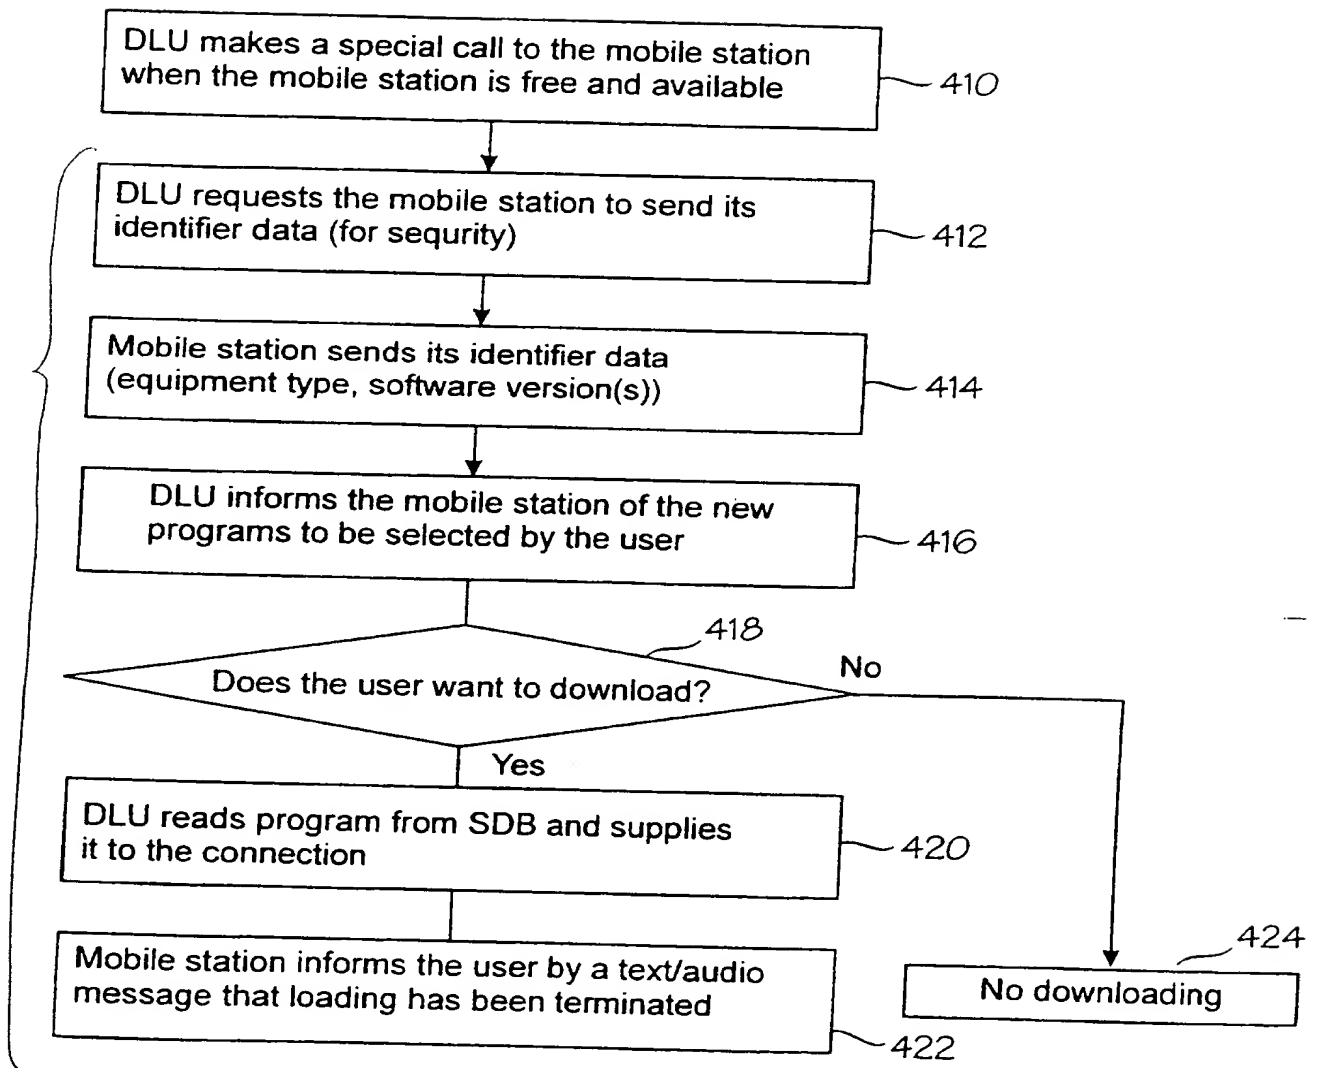 DLU makes a special call to the mobile station
when the mobile station is free and available
410
DLU requests the mobile station to send its
identifier data (for sequrity)
412
Mobile station sends its identifier data
(equipment type, software version(s))
414
DLU informs the mobile station of the new
programs to be selected by the user
416
418
Does the user want to download?
No
Yes
DLU reads program from SDB and supplies
it to the connection
420
Mobile station informs the user by a text/audio
message that loading has been terminated
422
424
No downloading